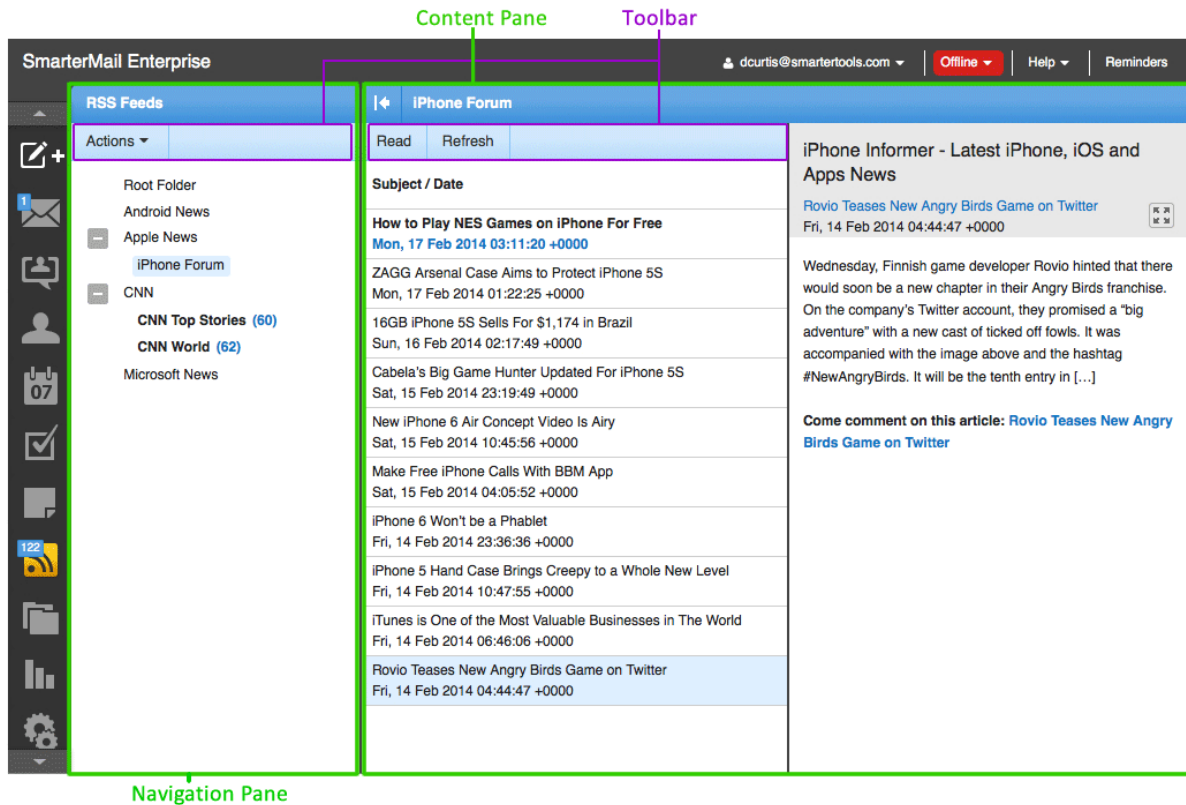 Content Pane
Toolbar
SmarterMail Enterprise
dcurtis@smartertools.com
Offline
Help
Reminders
RSS Feeds
iPhone Forum
Actions
Read
Refresh
1
07
122
Root Folder
Android News
Apple News
iPhone Forum
CNN
CNN Top Stories (60)
CNN World (62)
Microsoft News
Subject / Date
How to Play NES Games on iPhone For Free
Mon, 17 Feb 2014 03:11:20 +0000
ZAGG Arsenal Case Aims to Protect iPhone 5S
Mon, 17 Feb 2014 01:22:25 +0000
16GB iPhone 5S Sells For $1,174 in Brazil
Sun, 16 Feb 2014 02:17:49 +0000
Cabela's Big Game Hunter Updated For iPhone 5S
Sat, 15 Feb 2014 23:19:49 +0000
New iPhone 6 Air Concept Video Is Airy
Sat, 15 Feb 2014 10:45:56 +0000
Make Free iPhone Calls With BBM App
Sat, 15 Feb 2014 04:05:52 +0000
iPhone 6 Won't be a Phablet
Fri, 14 Feb 2014 23:36:36 +0000
iPhone 5 Hand Case Brings Creepy to a Whole New Level
Fri, 14 Feb 2014 10:47:55 +0000
iTunes is One of the Most Valuable Businesses in The World
Fri, 14 Feb 2014 06:46:06 +0000
Rovio Teases New Angry Birds Game on Twitter
Fri, 14 Feb 2014 04:44:47 +0000
iPhone Informer - Latest iPhone, iOS and
Apps News
Rovio Teases New Angry Birds Game on Twitter
Fri, 14 Feb 2014 04:44:47 +0000
Wednesday, Finnish game developer Rovio hinted that there
would soon be a new chapter in their Angry Birds franchise.
On the company's Twitter account, they promised a “big
adventure” with a new cast of ticked off fowls. It was
accompanied with the image above and the hashtag
#NewAngryBirds. It will be the tenth entry in […]
Come comment on this article: Rovio Teases New Angry
Birds Game on Twitter
Navigation Pane